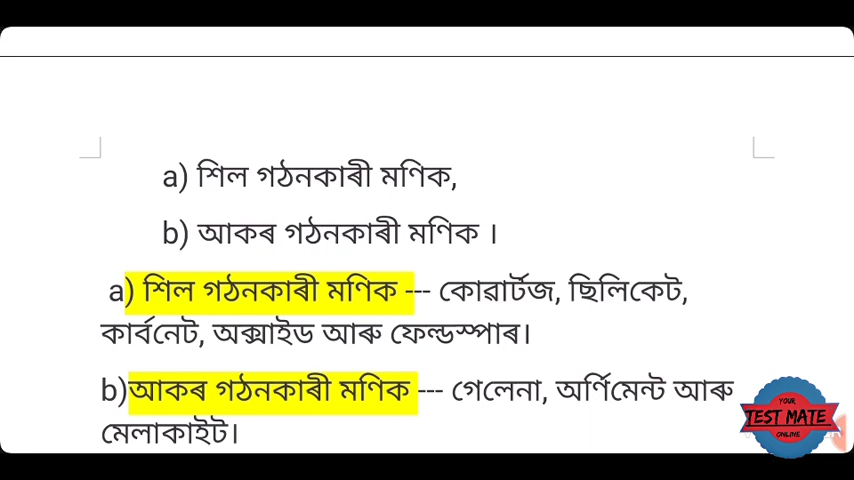 a) শিল গঠনকাৰী মণিক,
b) আকৰ গঠনকাৰী মণিক ।
a) শিল গঠনকাৰী মণিক --- কোৱাৰ্টজ, ছিলিকেট,
কাৰ্বনেট, অক্সাইড আৰু ফেল্ডস্পাৰ।
b)আকৰ গঠনকাৰী মণিক --- গেলেনা, অৰ্ণিমেন্ট আৰু
মেলাকাইট।
YOUR
TEST MATE
ONLINE